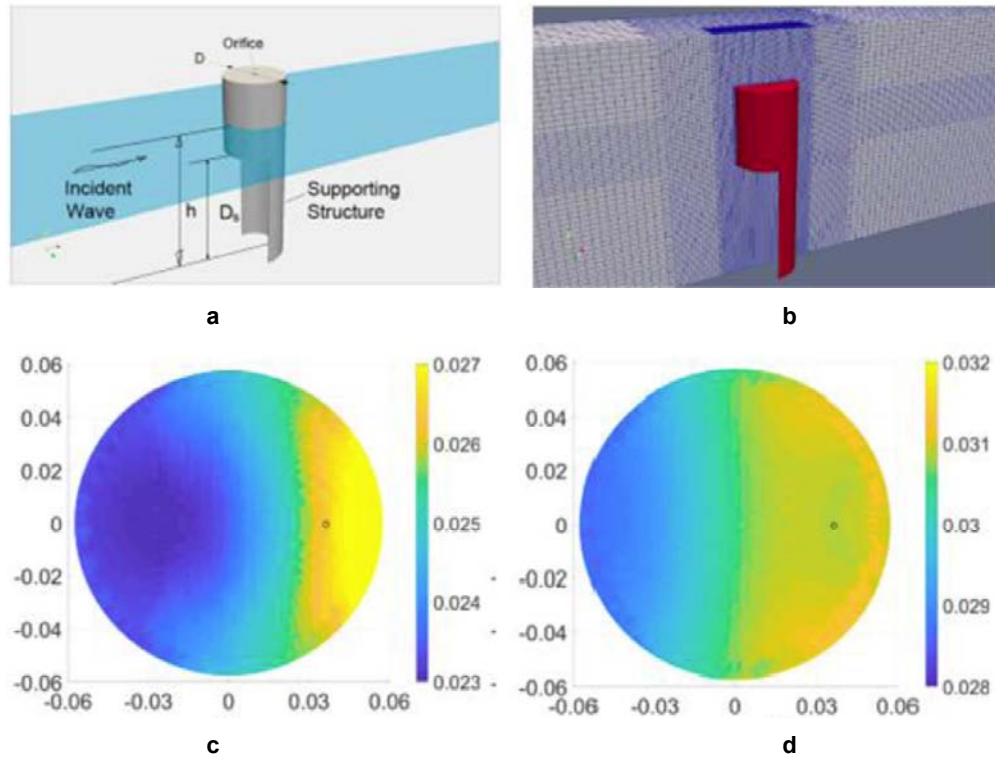 Orifice
D
Incident
Wave
h
Dₛ
Supporting
Structure
a
b
0.06
0.04
0.02
0
-0.02
-0.04
-0.06
-0.06
-0.03
0
0.03
0.06
0.027
0.026
0.025
0.024
0.023
c
0.06
0.04
0.02
0
-0.02
-0.04
-0.06
-0.06
-0.03
0
0.03
0.06
0.032
0.031
0.03
0.029
0.028
d